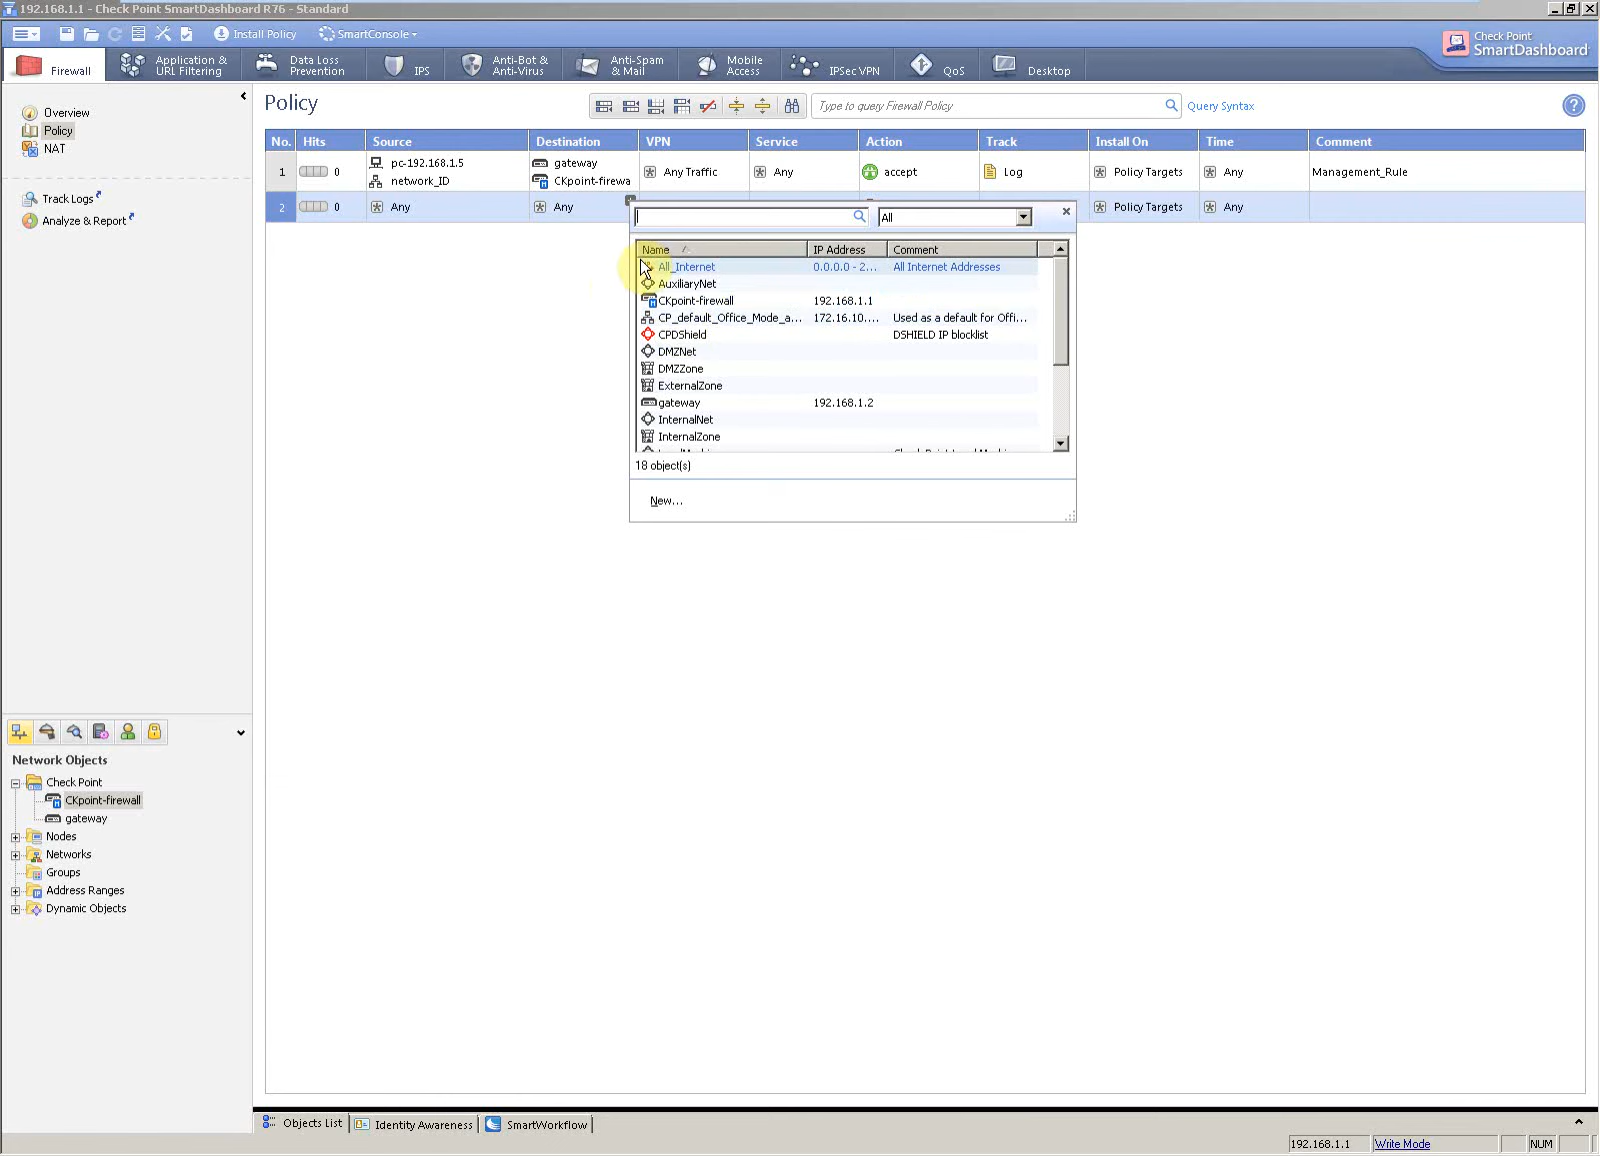 192.168.1.1 - Check Point SmartDashboard R76 - Standard
Install Policy
SmartConsole
Check Point
SmartDashboard
Firewall
Application & URL Filtering
Data Loss Prevention
IPS
Anti-Bot & Anti-Virus
Anti-Spam & Mail
Mobile Access
IPSec VPN
QoS
Desktop
Overview
Policy
NAT
Track Logs
Analyze & Report
Policy
Type to query Firewall Policy
Query Syntax
No. Hits Source Destination VPN Service Action Track Install On Time Comment
1 0 pc-192.168.1.5 network_ID gateway CKpoint-firewa Any Traffic Any accept Log Policy Targets Any Management_Rule
2 0 Any Any Policy Targets Any
All
Name IP Address Comment
All_Internet 0.0.0.0 - 2... All Internet Addresses
AuxiliaryNet
CKpoint-firewall 192.168.1.1
CP_default_Office_Mode_a... 172.16.10.... Used as a default for Offi...
CPDShield DSHIELD IP blocklist
DMZNet
DMZZone
ExternalZone
gateway 192.168.1.2
InternalNet
InternalZone
18 object(s)
New...
Network Objects
Check Point
CKpoint-firewall
gateway
Nodes
Networks
Groups
Address Ranges
Dynamic Objects
Objects List
Identity Awareness
SmartWorkflow
192.168.1.1
Write Mode
NUM